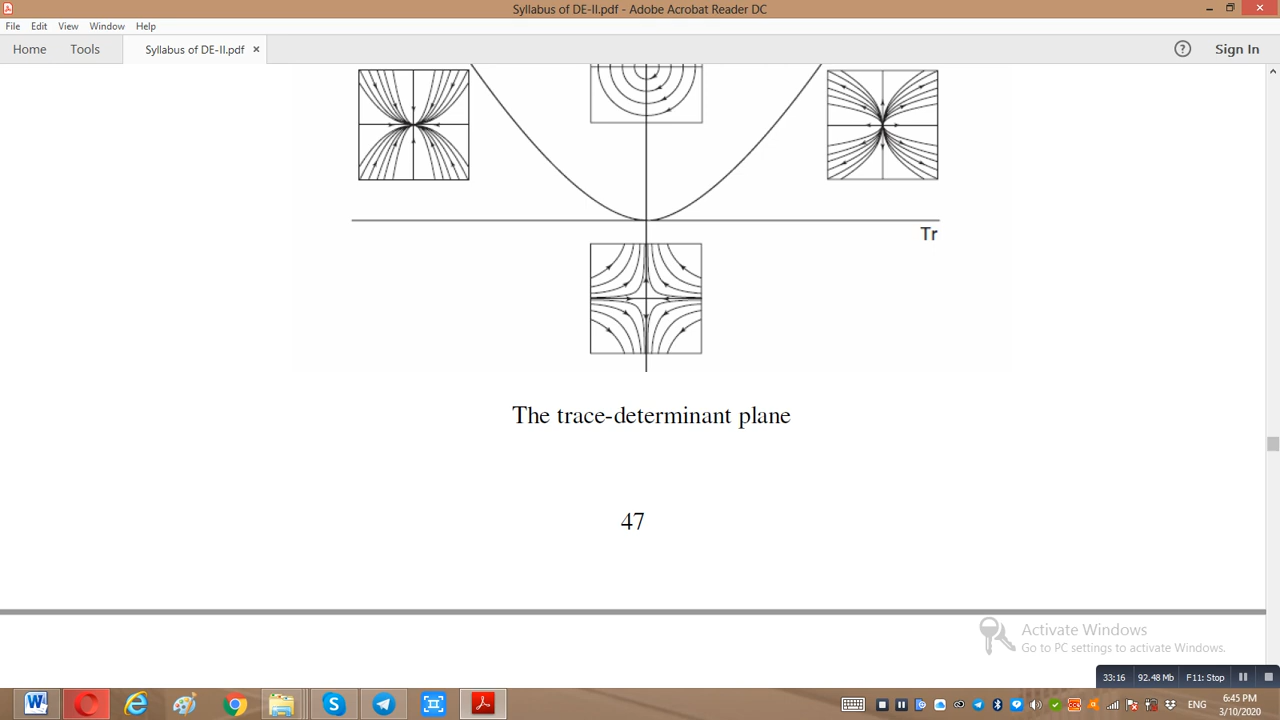 Syllabus of DE-II.pdf - Adobe Acrobat Reader DC
File Edit View Window Help
Home Tools Syllabus of DE-II.pdf × ? Sign In
Tr
The trace-determinant plane
47
Activate Windows
Go to PC settings to activate Windows.
33:16 92.48 Mb F11: Stop
ENG
6:45 PM
3/10/2020